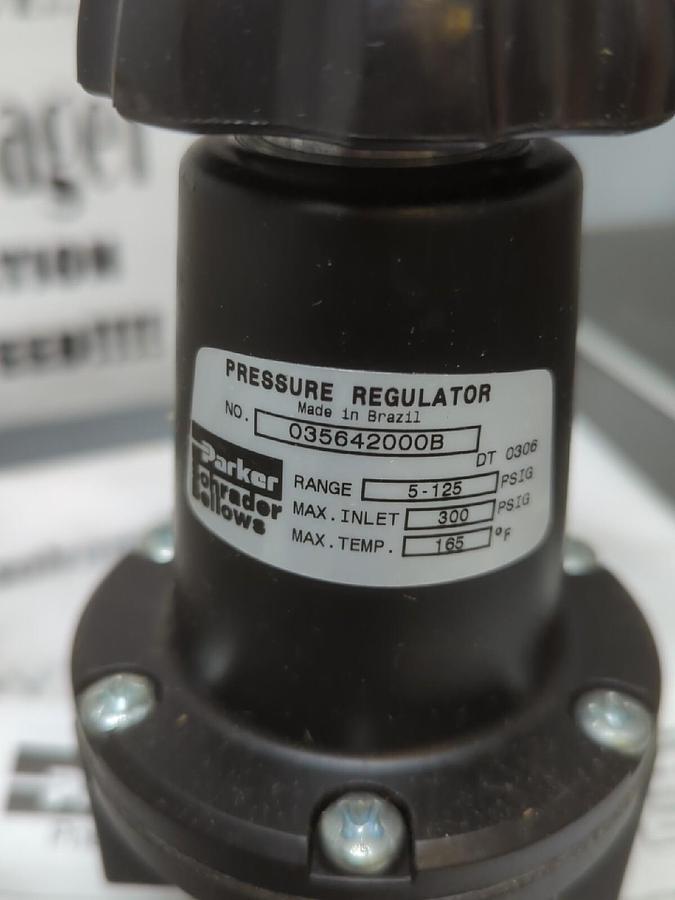 PRESSURE REGULATOR
Made in Brazil
NO. 035642000B
DT 0306
Parker
Schrader
Bellows
RANGE 5-125 PSIG
MAX. INLET 300 PSIG
MAX. TEMP. 165 °F